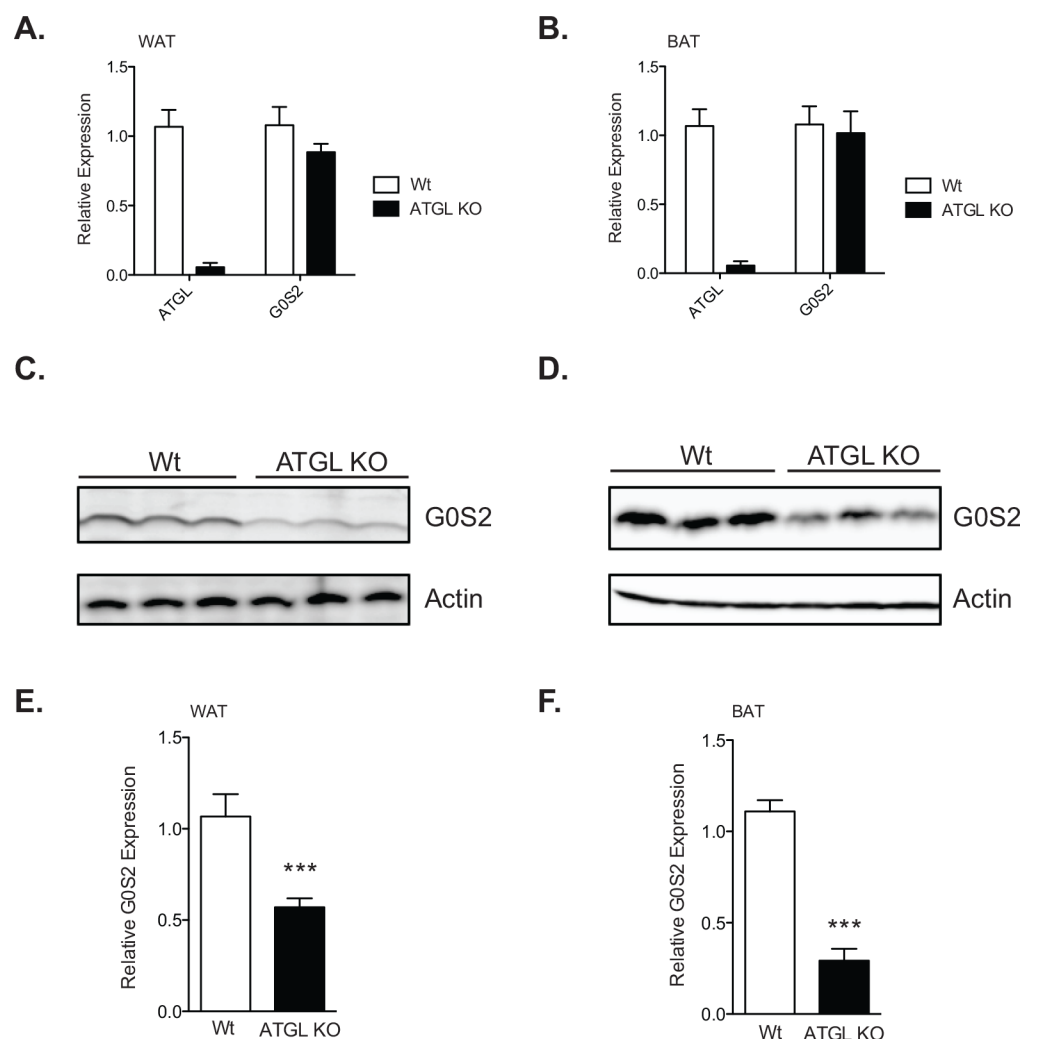 A.
WAT
1.5
1.0
0.5
0.0
Relative Expression
ATGL
G0S2
Wt
ATGL KO
B.
BAT
1.5
1.0
0.5
0.0
Relative Expression
ATGL
G0S2
Wt
ATGL KO
C.
Wt ATGL KO
G0S2
Actin
D.
Wt ATGL KO
G0S2
Actin
E.
WAT
1.5
1.0
0.5
0.0
Relative G0S2 Expression
***
Wt ATGL KO
F.
BAT
1.5
1.0
0.5
0.0
Relative G0S2 Expression
***
Wt ATGL KO